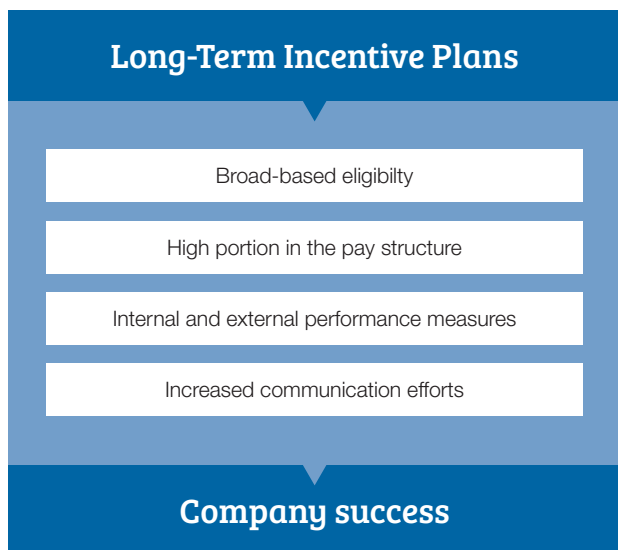 Long-Term Incentive Plans
Broad-based eligibilty
High portion in the pay structure
Internal and external performance measures
Increased communication efforts
Company success